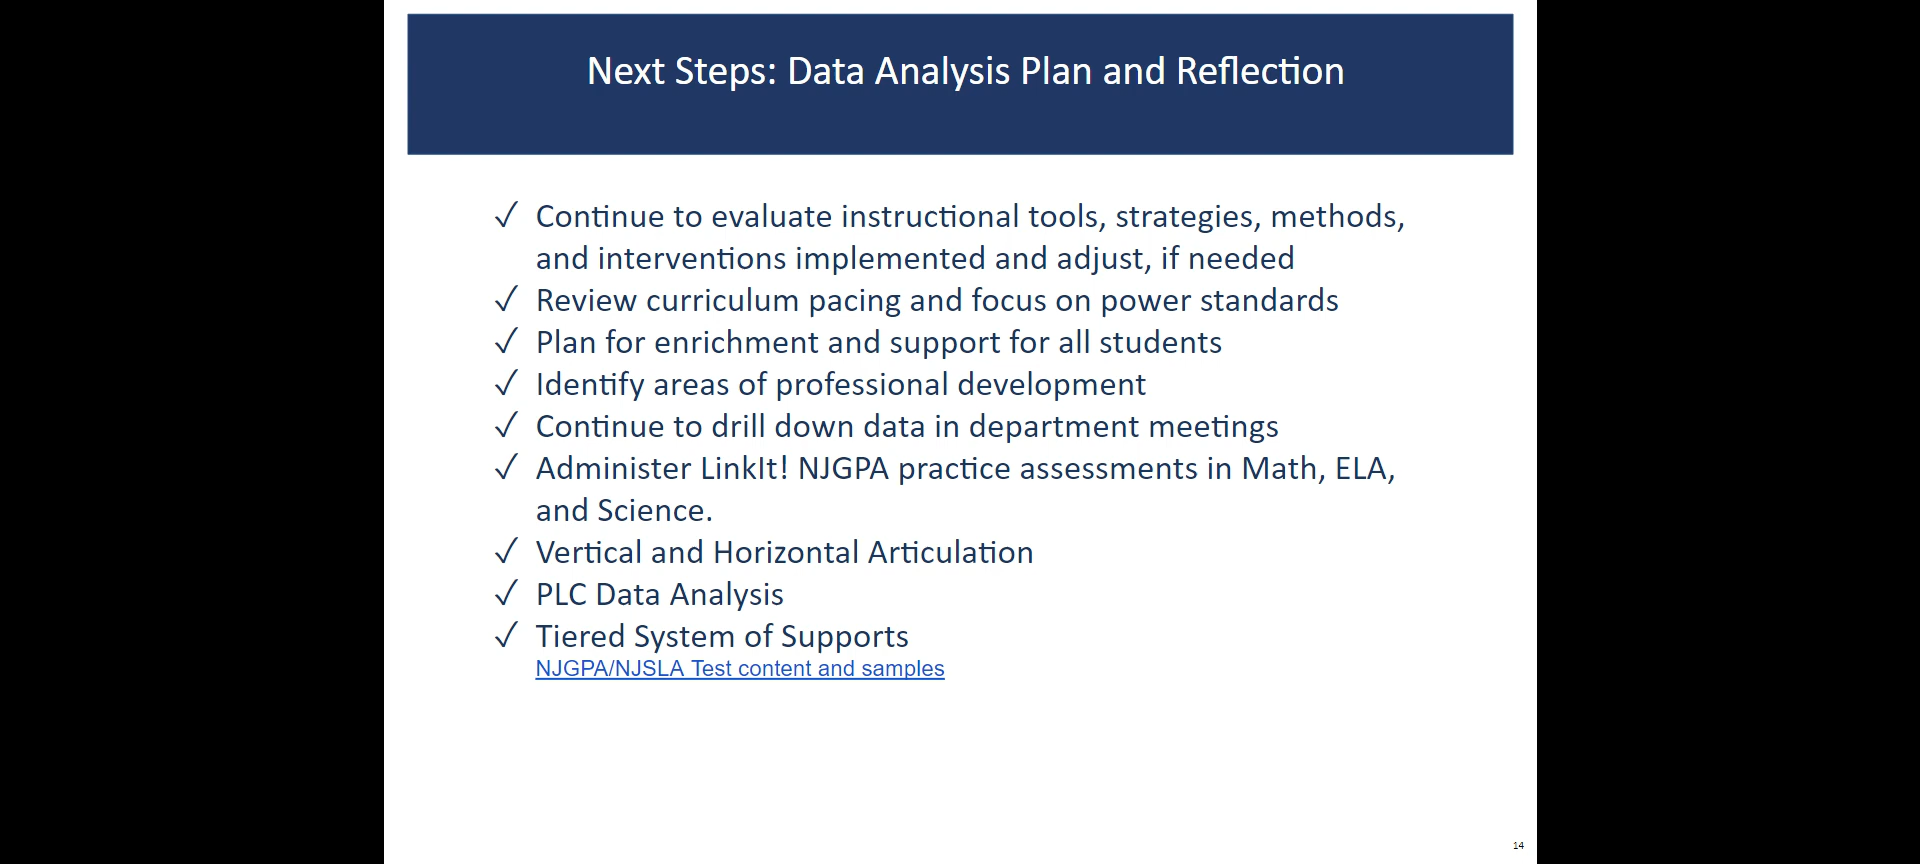 Next Steps: Data Analysis Plan and Reflection
✓ Continue to evaluate instructional tools, strategies, methods,
and interventions implemented and adjust, if needed
✓ Review curriculum pacing and focus on power standards
✓ Plan for enrichment and support for all students
✓ Identify areas of professional development
✓ Continue to drill down data in department meetings
✓ Administer LinkIt! NJGPA practice assessments in Math, ELA,
and Science.
✓ Vertical and Horizontal Articulation
✓ PLC Data Analysis
✓ Tiered System of Supports
NJGPA/NJSLA Test content and samples
14